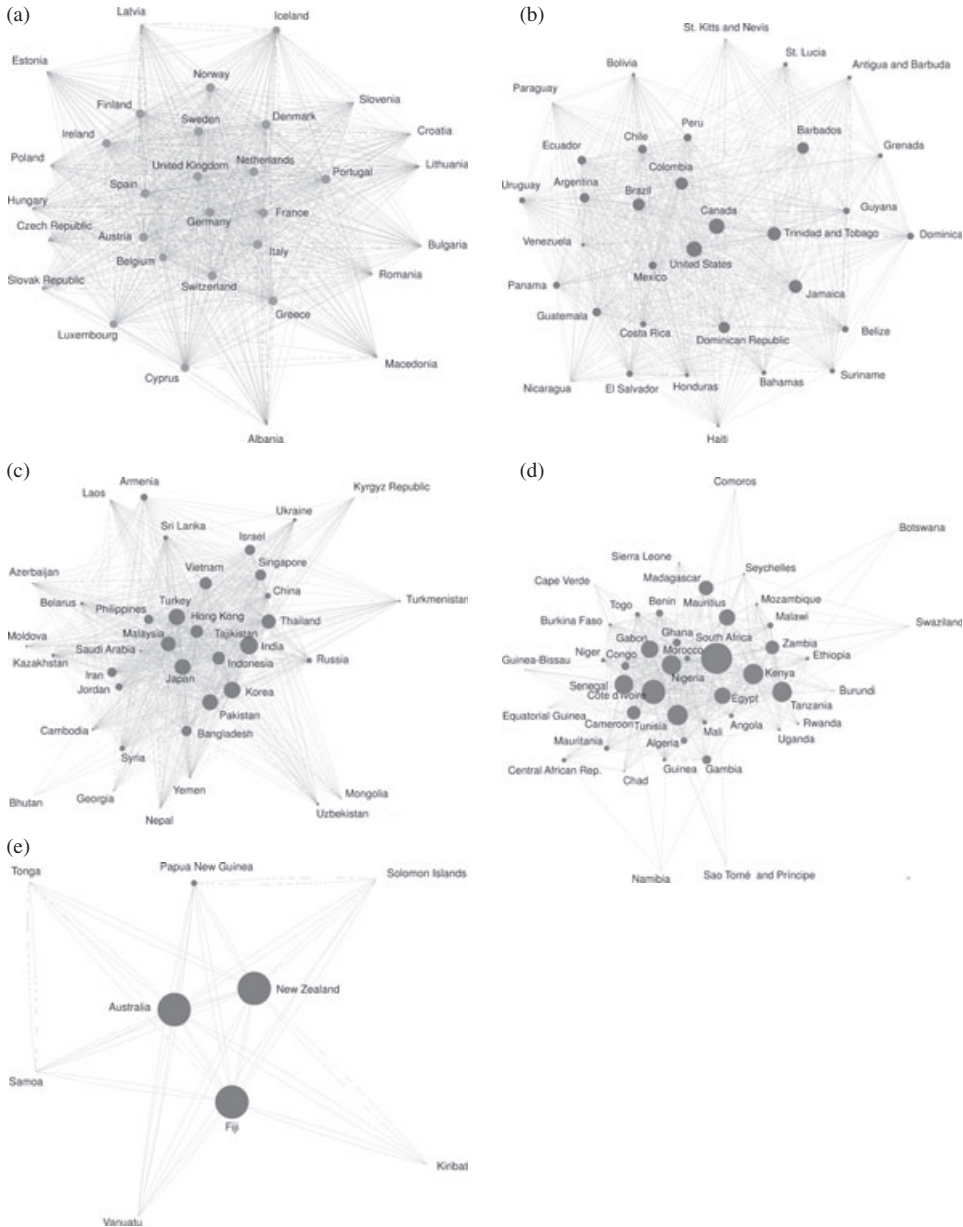 (a)
Latvia
Iceland
Estonia
Norway
Slovenia
Finland
Sweden
Denmark
Ireland
Croatia
Poland
United Kingdom
Netherlands
Lithuania
Portugal
Spain
Hungary
Germany
France
Czech Republic
Austria
Italy
Bulgaria
Belgium
Romania
Slovak Republic
Switzerland
Greece
Luxembourg
Macedonia
Cyprus
Albania
(b)
St. Kitts and Nevis
St. Lucia
Bolivia
Antigua and Barbuda
Paraguay
Peru
Barbados
Chile
Ecuador
Grenada
Colombia
Argentina
Uruguay
Brazil
Canada
Guyana
Trinidad and Tobago
Dominica
Venezuela
United States
Mexico
Panama
Jamaica
Guatemala
Costa Rica
Dominican Republic
Belize
Nicaragua
El Salvador
Honduras
Bahamas
Suriname
Haiti
(c)
Armenia
Laos
Kyrgyz Republic
Ukraine
Sri Lanka
Israel
Vietnam
Singapore
Azerbaijan
China
Belarus
Turkey
Turkmenistan
Philippines
Hong Kong
Thailand
Moldova
Malaysia
Tajikistan
India
Saudi Arabia
Kazakhstan
Indonesia
Russia
Iran
Japan
Jordan
Korea
Pakistan
Cambodia
Bangladesh
Syria
Bhutan
Georgia
Yemen
Mongolia
Nepal
Uzbekistan
(d)
Comoros
Botswana
Sierra Leone
Seychelles
Cape Verde
Madagascar
Togo
Benin
Mauritius
Mozambique
Burkina Faso
Malawi
Swaziland
Ghana
South Africa
Gabon
Zambia
Niger
Congo
Morocco
Ethiopia
Guinea-Bissau
Nigeria
Kenya
Senegal
Côte d'Ivoire
Egypt
Burundi
Tanzania
Equatorial Guinea
Cameroon
Tunisia
Mali
Angola
Rwanda
Uganda
Mauritania
Algeria
Central African Rep.
Chad
Guinea
Gambia
Namibia
Sao Tomé and Principe
(e)
Tonga
Papua New Guinea
Solomon Islands
New Zealand
Australia
Samoa
Fiji
Kiribat
Vanuatu